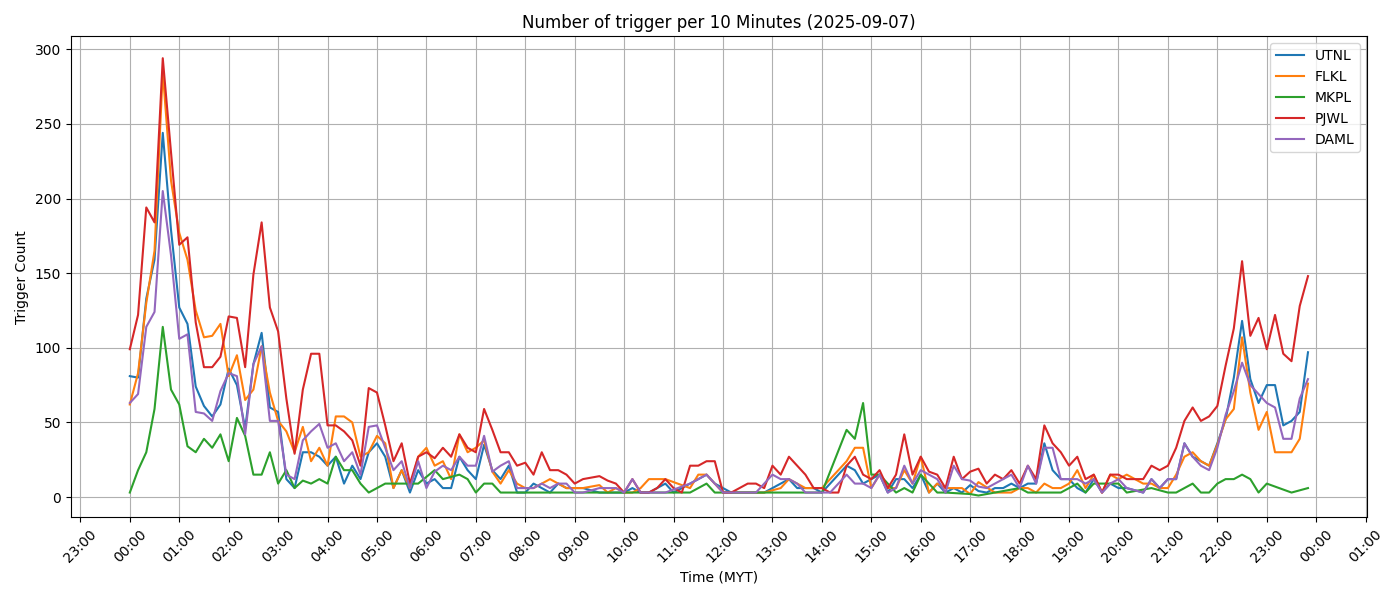 Number of trigger per 10 Minutes (2025-09-07)
Trigger Count
300
250
200
150
100
50
0
UTNL
FLKL
MKPL
PJWL
DAML
23:00 00:00 01:00 02:00 03:00 04:00 05:00 06:00 07:00 08:00 09:00 10:00 11:00 12:00 13:00 14:00 15:00 16:00 17:00 18:00 19:00 20:00 21:00 22:00 23:00 00:00 01:00
Time (MYT)